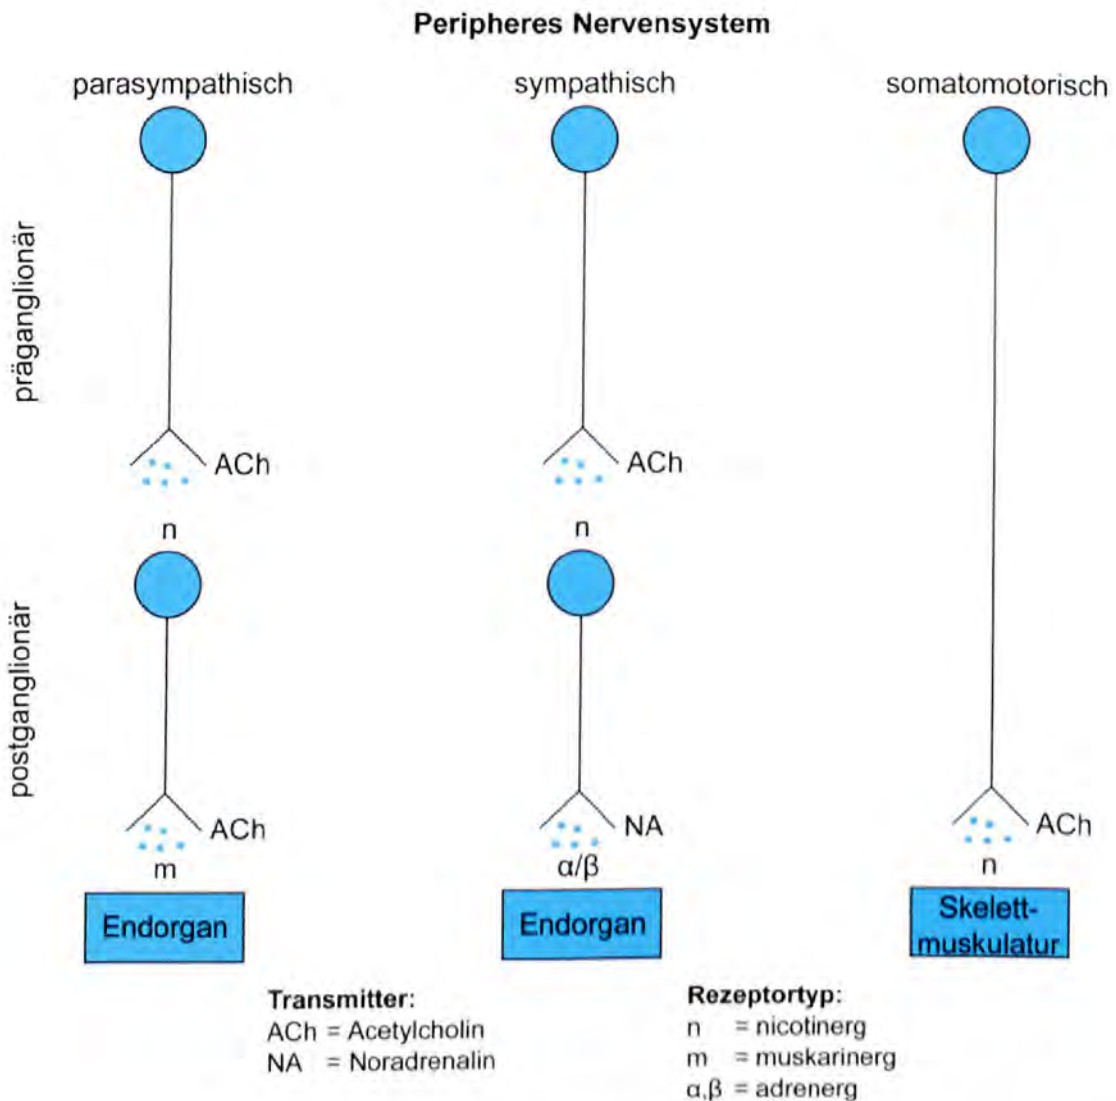 Peripheres Nervensystem
parasympathisch
sympathisch
somatomotorisch
präganglionär
ACh
ACh
n
n
postganglionär
ACh
NA
ACh
m
α/β
n
Endorgan
Endorgan
Skelett-
muskulatur
Transmitter:
ACh = Acetylcholin
NA = Noradrenalin
Rezeptortyp:
n = nicotinerg
m = muskarinerg
α,β = adrenerg